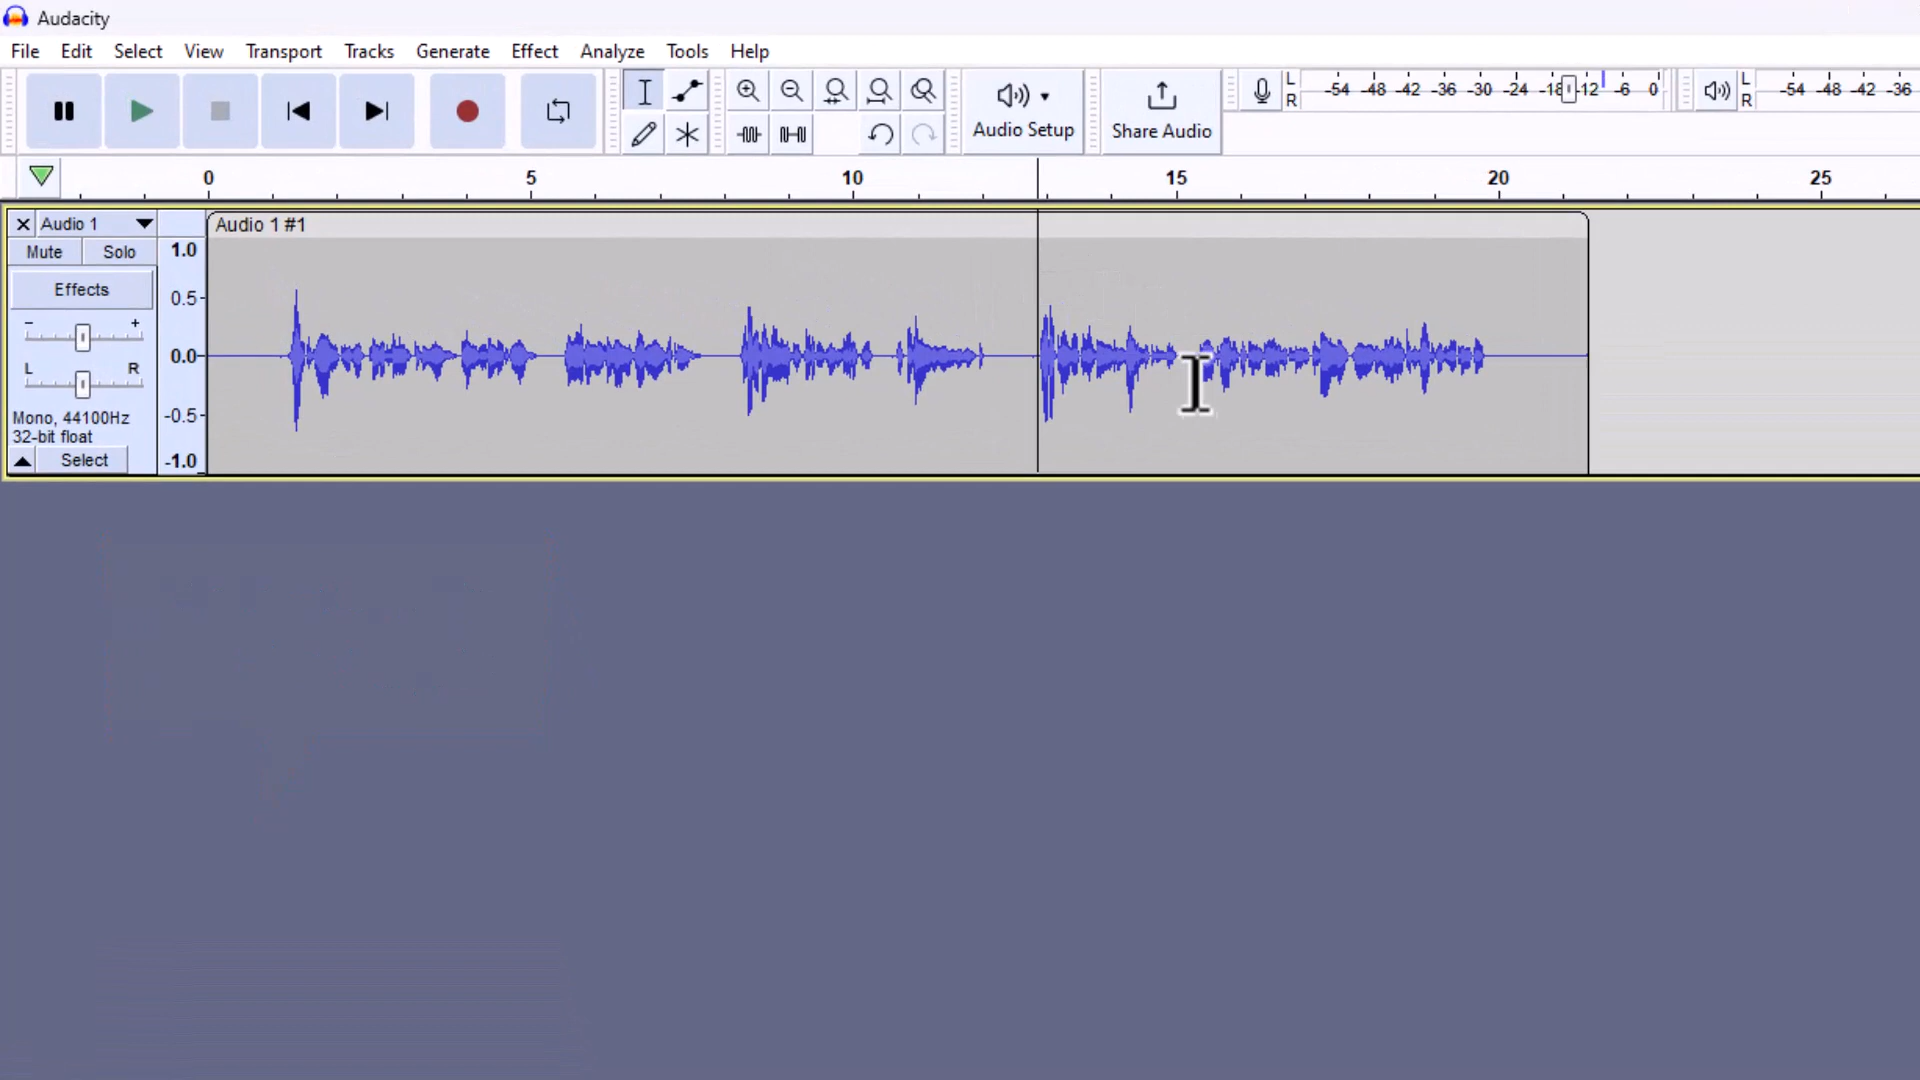 Audacity
File Edit Select View Transport Tracks Generate Effect Analyze Tools Help
L R -54 -48 -42 -36 -30 -24 -18 -12 -6 0 L R -54 -48 -42 -36
Audio Setup Share Audio
0 5 10 15 20 25
Audio 1 Audio 1 #1
Mute Solo 1.0
Effects 0.5
- +
0.0
L R
Mono, 44100Hz -0.5
32-bit float
Select -1.0